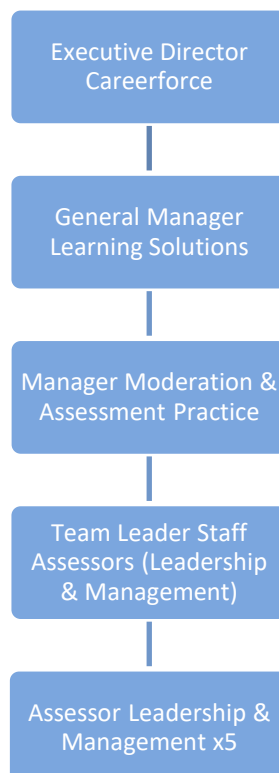 Executive Director
Careerforce
General Manager
Learning Solutions
Manager Moderation &
Assessment Practice
Team Leader Staff
Assessors (Leadership
& Management)
Assessor Leadership &
Management x5